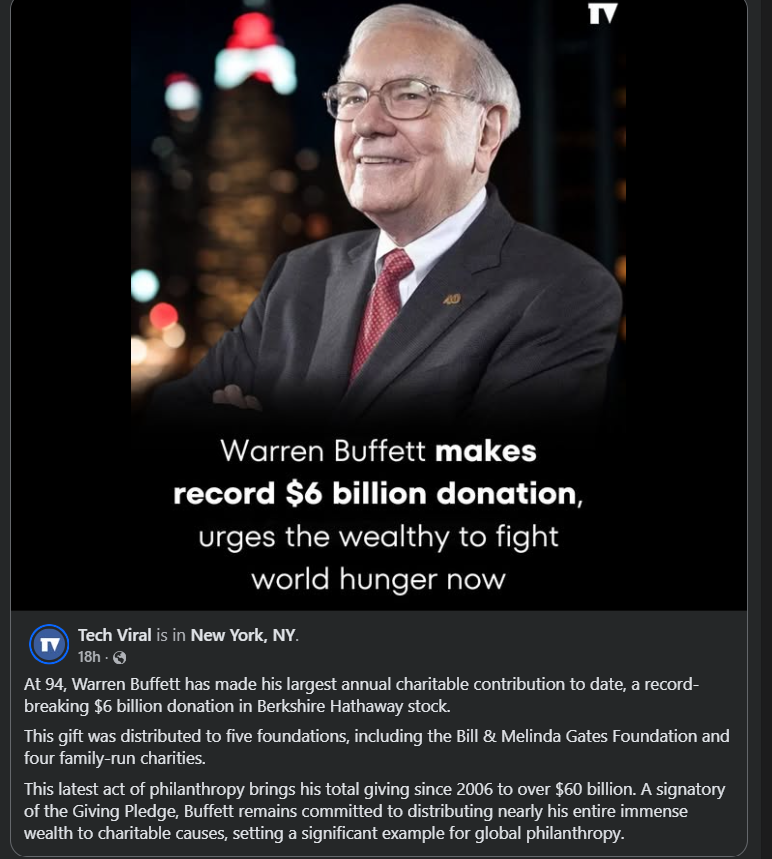 TV
Warren Buffett makes
record $6 billion donation,
urges the wealthy to fight
world hunger now
TV
Tech Viral is in New York, NY.
18h ·
At 94, Warren Buffett has made his largest annual charitable contribution to date, a record-
breaking $6 billion donation in Berkshire Hathaway stock.
This gift was distributed to five foundations, including the Bill & Melinda Gates Foundation and
four family-run charities.
This latest act of philanthropy brings his total giving since 2006 to over $60 billion. A signatory
of the Giving Pledge, Buffett remains committed to distributing nearly his entire immense
wealth to charitable causes, setting a significant example for global philanthropy.